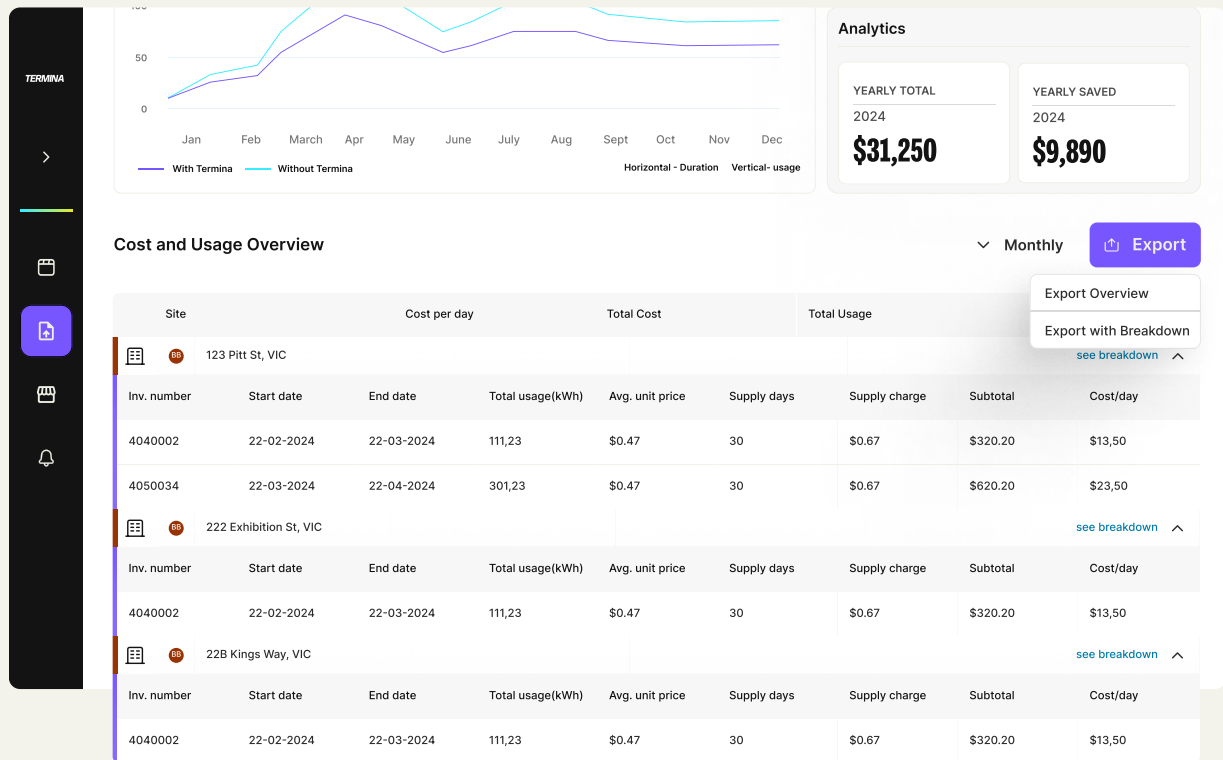 TERMINA
100
50
0
Jan Feb March Apr May June July Aug Sept Oct Nov Dec
With Termina Without Termina Horizontal - Duration Vertical- usage
Analytics
YEARLY TOTAL
2024
$31,250
YEARLY SAVED
2024
$9,890
Cost and Usage Overview
Monthly
Export
Export Overview
Export with Breakdown
Site Cost per day Total Cost Total Usage
BB 123 Pitt St, VIC see breakdown
Inv. number Start date End date Total usage(kWh) Avg. unit price Supply days Supply charge Subtotal Cost/day
4040002 22-02-2024 22-03-2024 111,23 $0.47 30 $0.67 $320.20 $13,50
4050034 22-03-2024 22-04-2024 301,23 $0.47 30 $0.67 $620.20 $23,50
BB 222 Exhibition St, VIC see breakdown
Inv. number Start date End date Total usage(kWh) Avg. unit price Supply days Supply charge Subtotal Cost/day
4040002 22-02-2024 22-03-2024 111,23 $0.47 30 $0.67 $320.20 $13,50
BB 22B Kings Way, VIC see breakdown
Inv. number Start date End date Total usage(kWh) Avg. unit price Supply days Supply charge Subtotal Cost/day
4040002 22-02-2024 22-03-2024 111,23 $0.47 30 $0.67 $320.20 $13,50